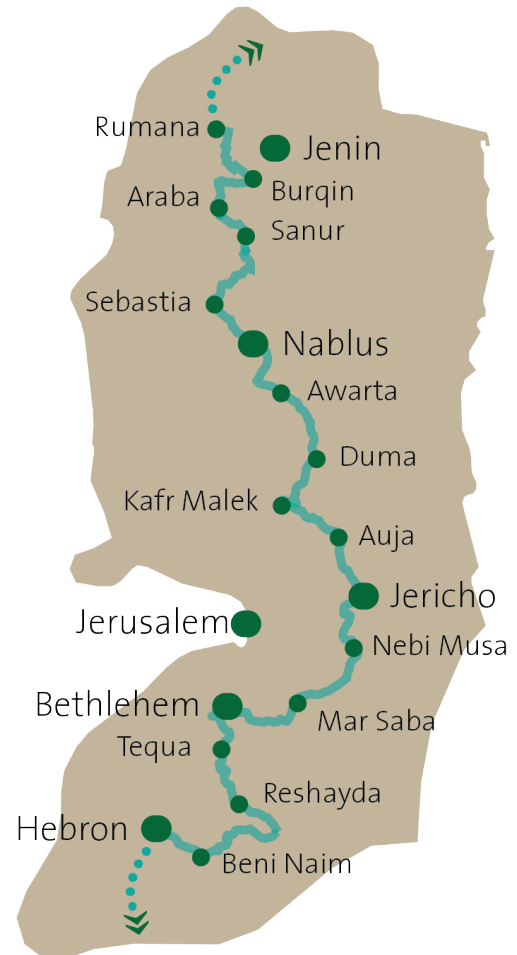 Rumana
Jenin
Burqin
Araba
Sanur
Sebastia
Nablus
Awarta
Duma
Kafr Malek
Auja
Jericho
Jerusalem
Nebi Musa
Bethlehem
Mar Saba
Tequa
Reshayda
Hebron
Beni Naim